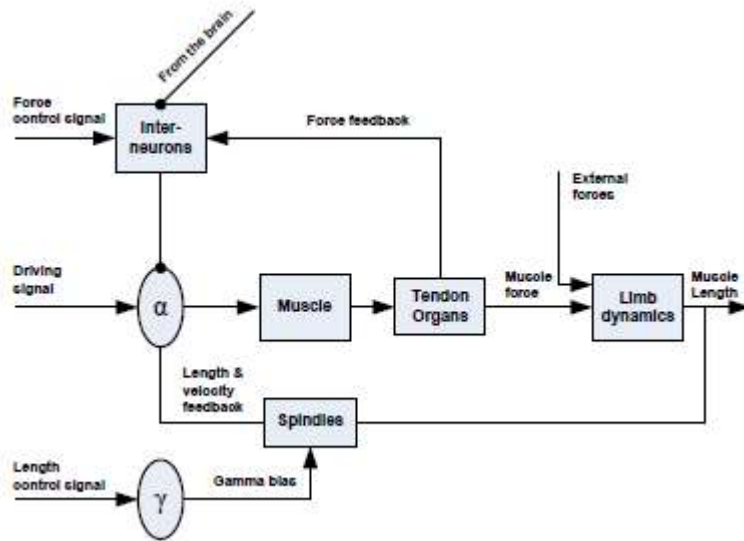 From the brain
Force
control signal
Inter-
neurons
Force feedback
External
forces
Driving
signal
α
Muscle
Tendon
Organs
Muscle
force
Limb
dynamics
Muscle
Length
Length &
velocity
feedback
Spindles
Length
control signal
γ
Gamma bias